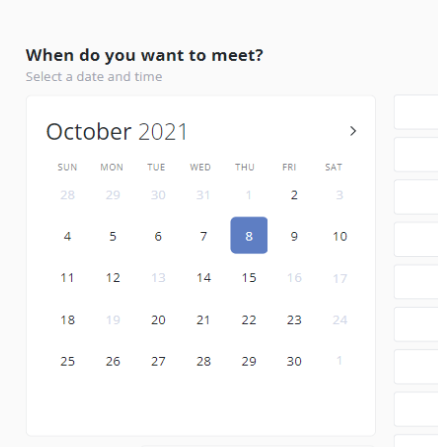 When do you want to meet?
Select a date and time
October 2021
SUN MON TUE WED THU FRI SAT
28 29 30 31 1 2 3
4 5 6 7 8 9 10
11 12 13 14 15 16 17
18 19 20 21 22 23 24
25 26 27 28 29 30 1